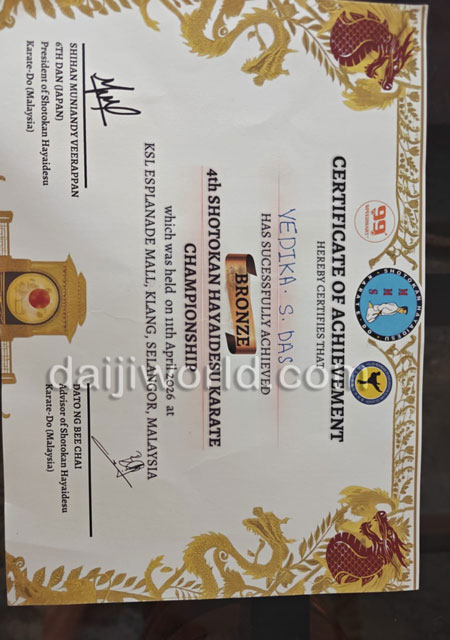 CERTIFICATE OF ACHIEVEMENT
HEREBY CERTIFIES THAT
VEDIKA . S . DAS
HAS SUCESSFULLY ACHIEVED
BRONZE
4th SHOTOKAN HAYAIDESU KARATE
CHAMPIONSHIP
which was held on 11th April 2026 at
KSL ESPLANADE MALL, KLANG, SELANGOR, MALAYSIA
SHIHAN MUNIANDY VEERAPPAN
6TH DAN (JAPAN)
President of Shotokan Hayaidesu
Karate-Do (Malaysia)
DATO NG BEE CHAI
Advisor of Shotokan Hayaidesu
Karate-Do (Malaysia)
daijiworld.com